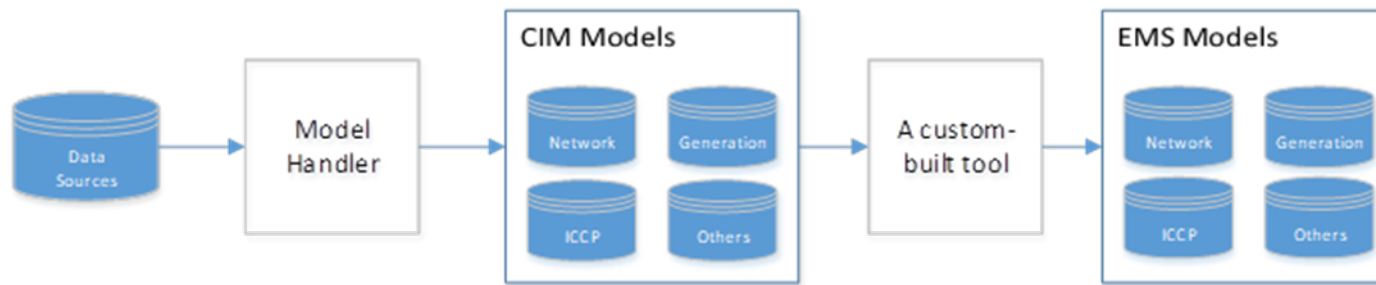 Data
Sources
Model
Handler
CIM Models
Network
Generation
ICCP
Others
A custom-
built tool
EMS Models
Network
Generation
ICCP
Others